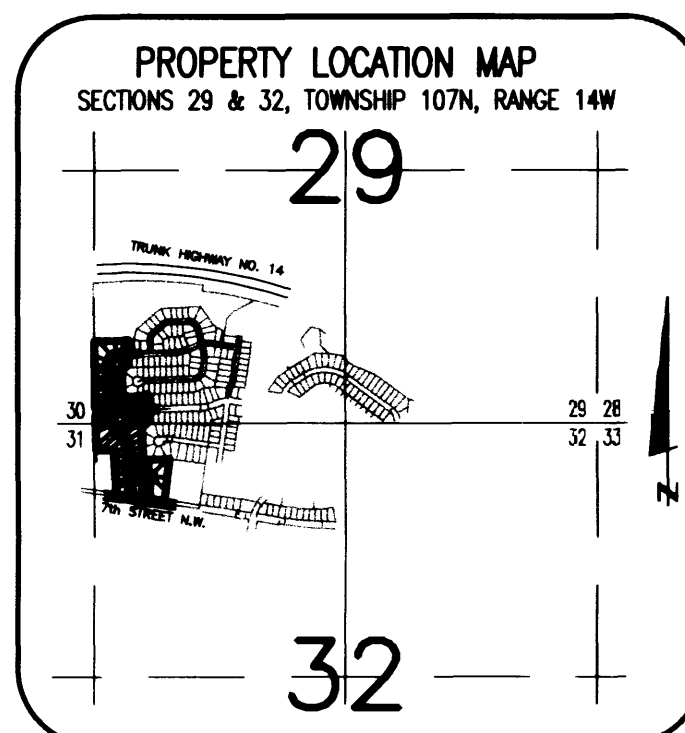 PROPERTY LOCATION MAP
SECTIONS 29 & 32, TOWNSHIP 107N, RANGE 14W
29
TRUNK HIGHWAY NO. 14
30
29 28
31
32 33
7th STREET N.W.
N
32